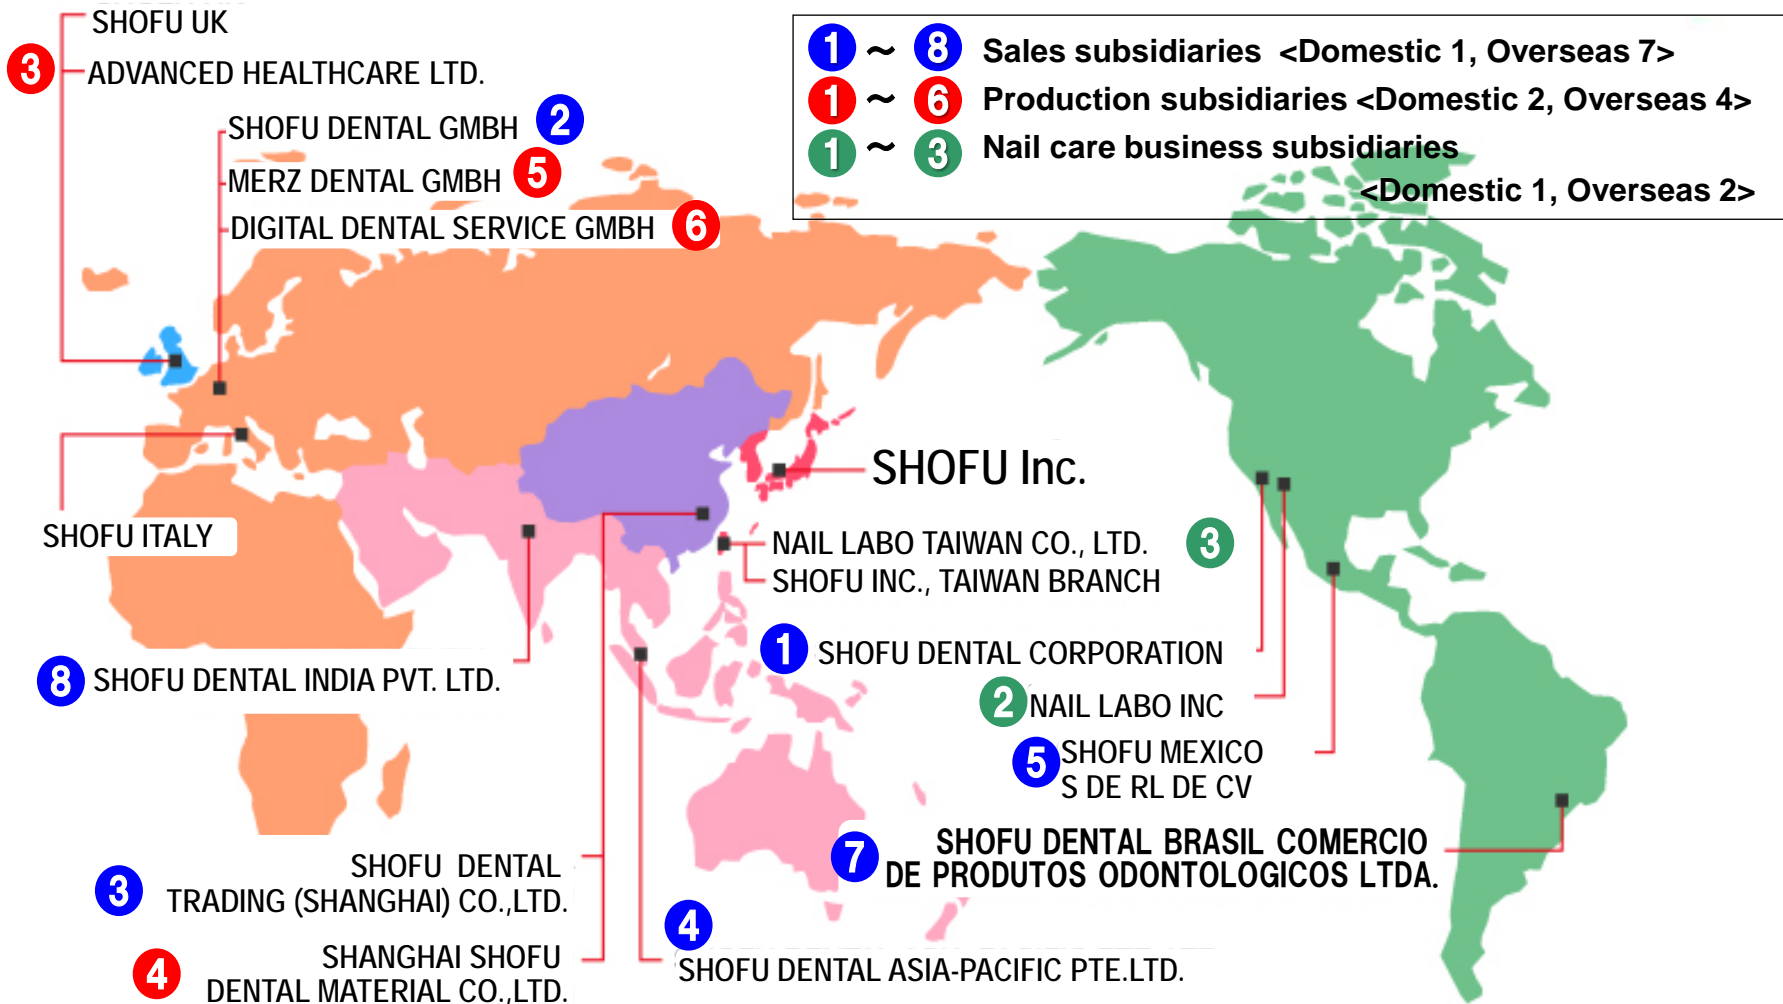 SHOFU UK
3
ADVANCED HEALTHCARE LTD.
SHOFU DENTAL GMBH 2
MERZ DENTAL GMBH 5
DIGITAL DENTAL SERVICE GMBH 6
1 ~ 8 Sales subsidiaries <Domestic 1, Overseas 7>
1 ~ 6 Production subsidiaries <Domestic 2, Overseas 4>
1 ~ 3 Nail care business subsidiaries
<Domestic 1, Overseas 2>
SHOFU Inc.
SHOFU ITALY
NAIL LABO TAIWAN CO., LTD. 3
SHOFU INC., TAIWAN BRANCH
1 SHOFU DENTAL CORPORATION
8 SHOFU DENTAL INDIA PVT. LTD.
2 NAIL LABO INC
5 SHOFU MEXICO
S DE RL DE CV
7 SHOFU DENTAL BRASIL COMERCIO
DE PRODUTOS ODONTOLOGICOS LTDA.
3 SHOFU DENTAL
TRADING (SHANGHAI) CO.,LTD.
4
SHOFU DENTAL ASIA-PACIFIC PTE.LTD.
4 SHANGHAI SHOFU
DENTAL MATERIAL CO.,LTD.